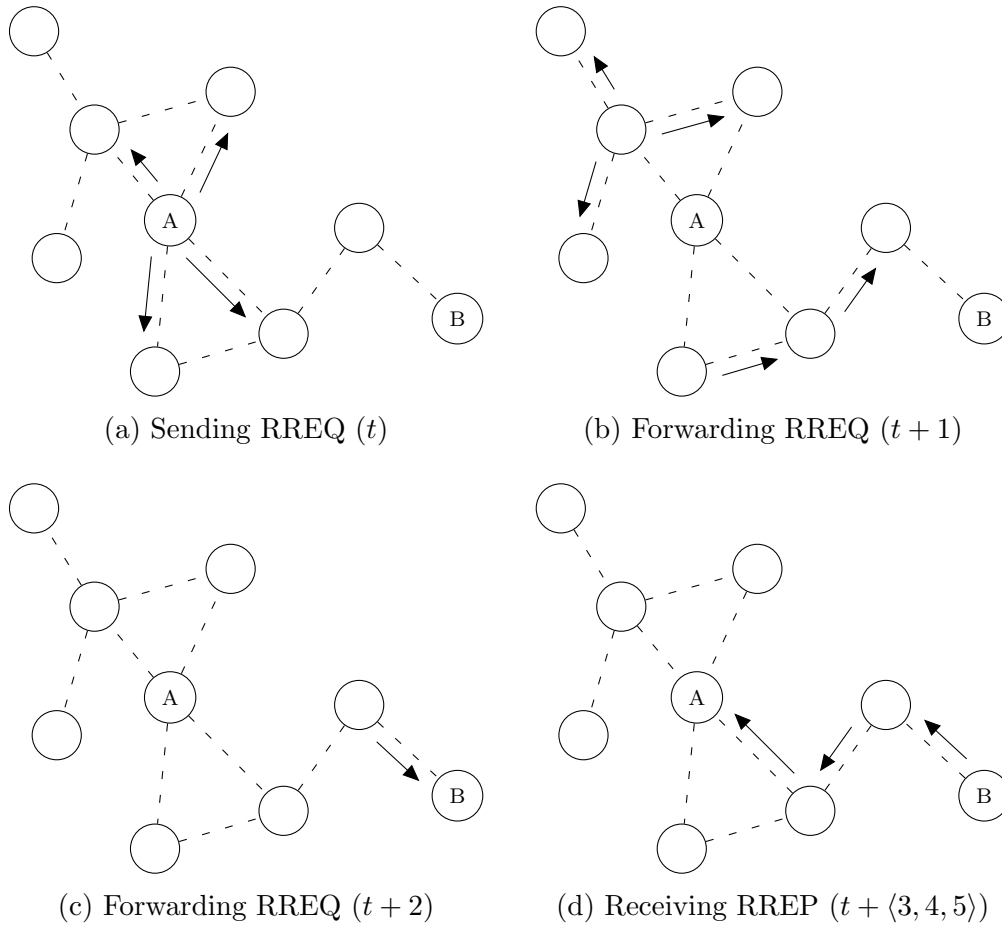 A
B
(a) Sending RREQ (t)
A
B
(b) Forwarding RREQ (t + 1)
A
B
(c) Forwarding RREQ (t + 2)
A
B
(d) Receiving RREP (t + ⟨3, 4, 5⟩)